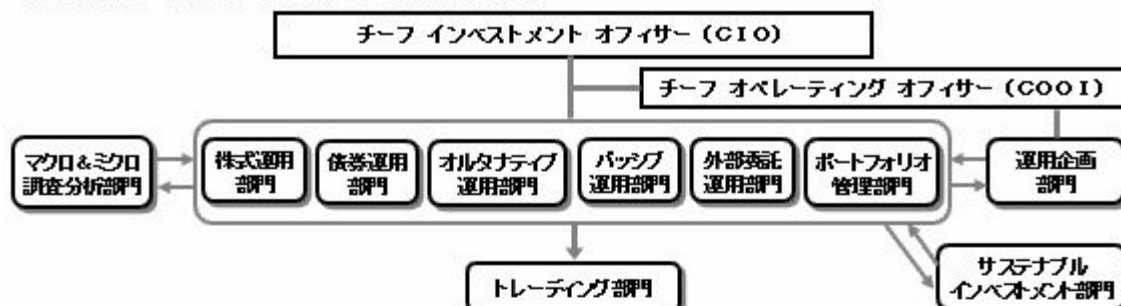 チーフ インベストメント オフィサー (CIO)
チーフ オペレーティング オフィサー (COOI)
マクロ&ミクロ
調査分析部門
株式運用
部門
債券運用
部門
オルタナティブ
運用部門
パッシブ
運用部門
外部委託
運用部門
ポートフォリオ
管理部門
運用企画
部門
トレーディング部門
サステナブル
インベストメント部門